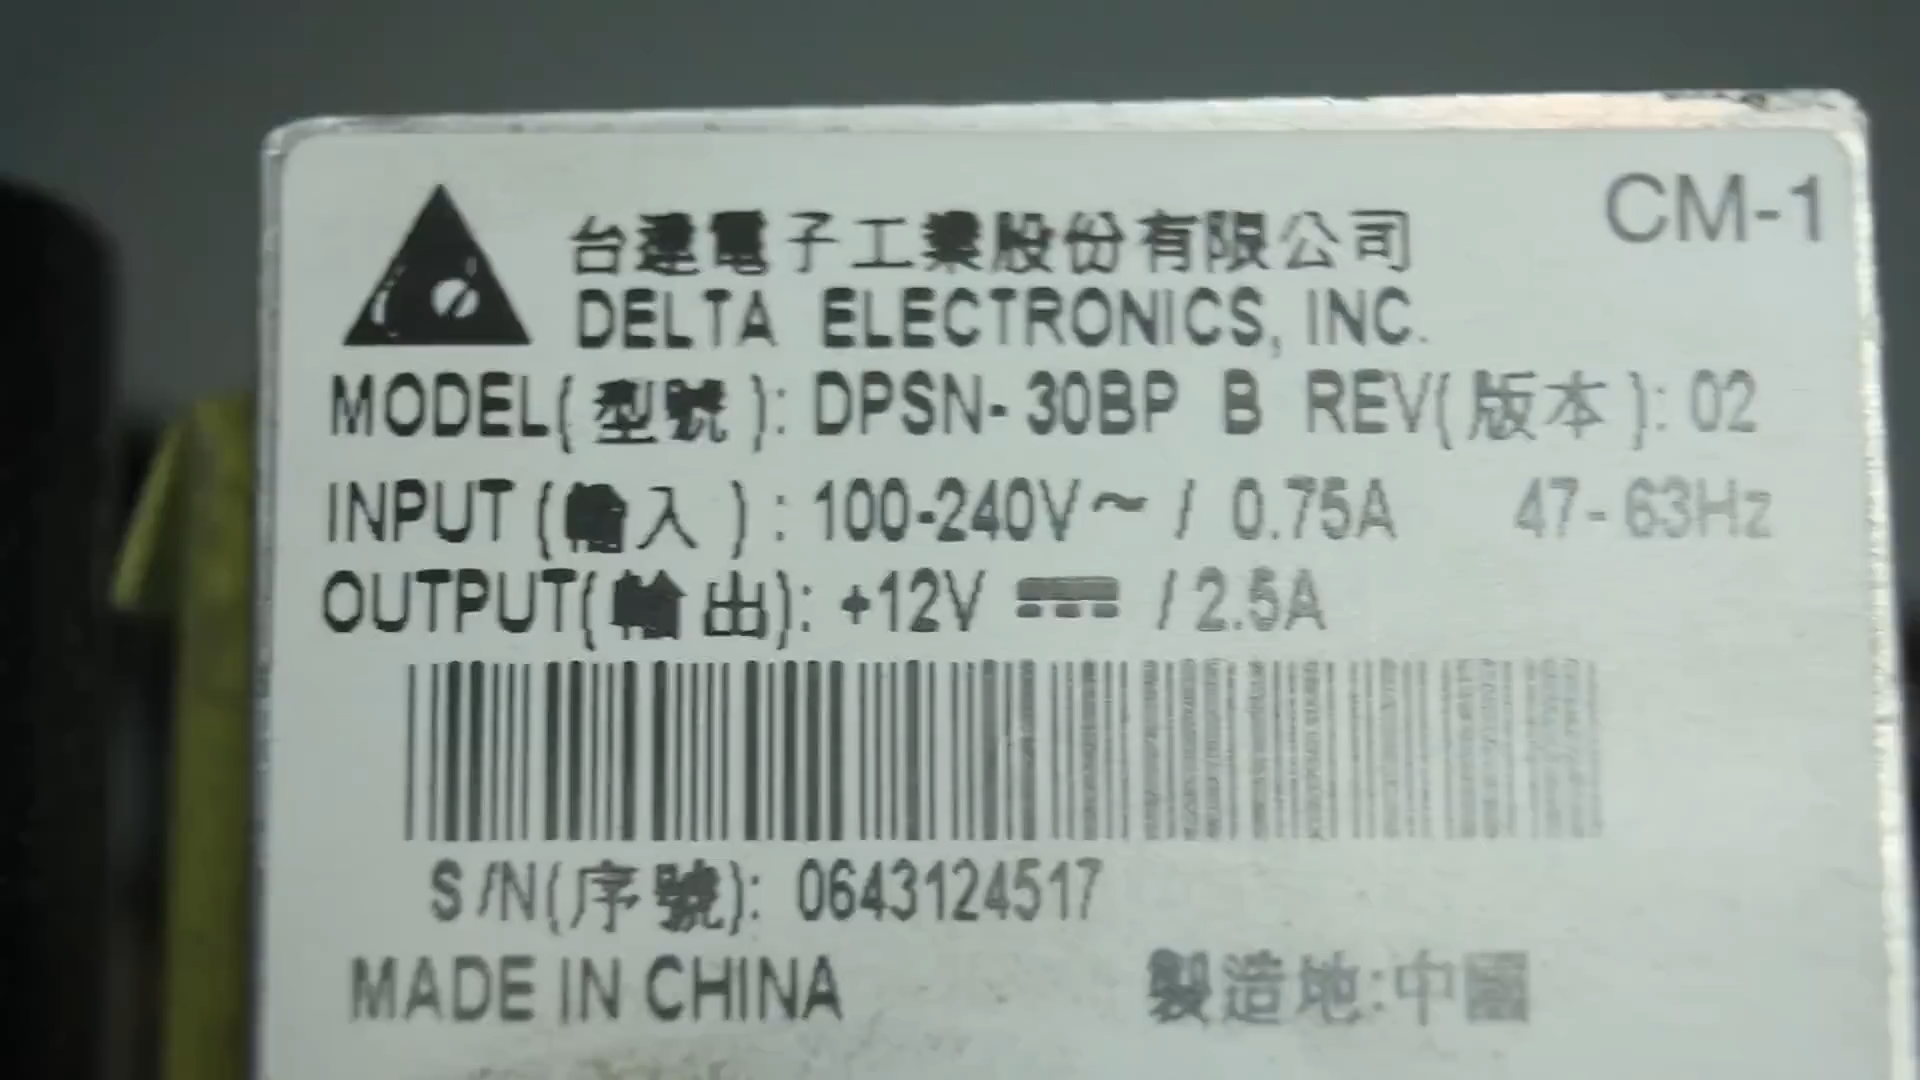 CM-1
台達電子工業股份有限公司
DELTA ELECTRONICS, INC.
MODEL(型號): DPSN-30BP B REV(版本): 02
INPUT(輸入): 100-240V~ / 0.75A 47-63Hz
OUTPUT(輸出): +12V ⎓ / 2.5A
S/N(序號): 0643124517
MADE IN CHINA 製造地:中國